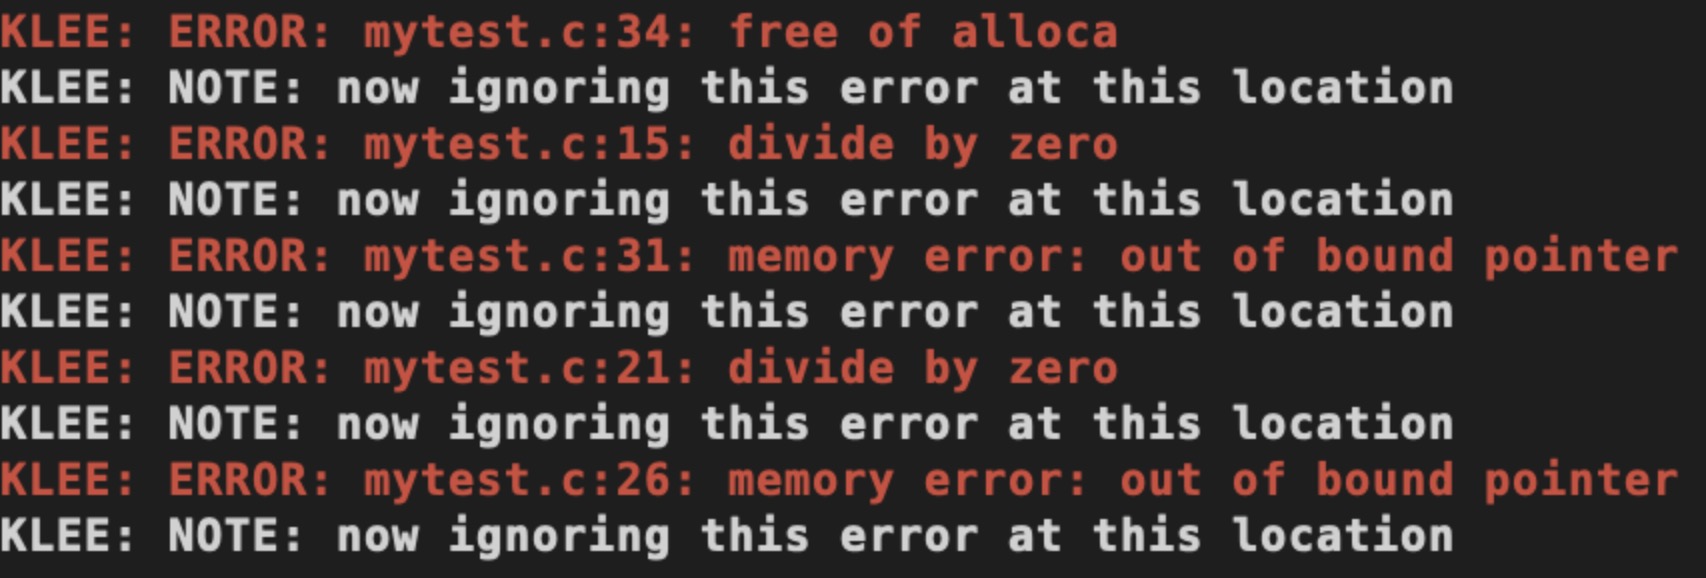 KLEE: ERROR: mytest.c:34: free of alloca
KLEE: NOTE: now ignoring this error at this location
KLEE: ERROR: mytest.c:15: divide by zero
KLEE: NOTE: now ignoring this error at this location
KLEE: ERROR: mytest.c:31: memory error: out of bound pointer
KLEE: NOTE: now ignoring this error at this location
KLEE: ERROR: mytest.c:21: divide by zero
KLEE: NOTE: now ignoring this error at this location
KLEE: ERROR: mytest.c:26: memory error: out of bound pointer
KLEE: NOTE: now ignoring this error at this location